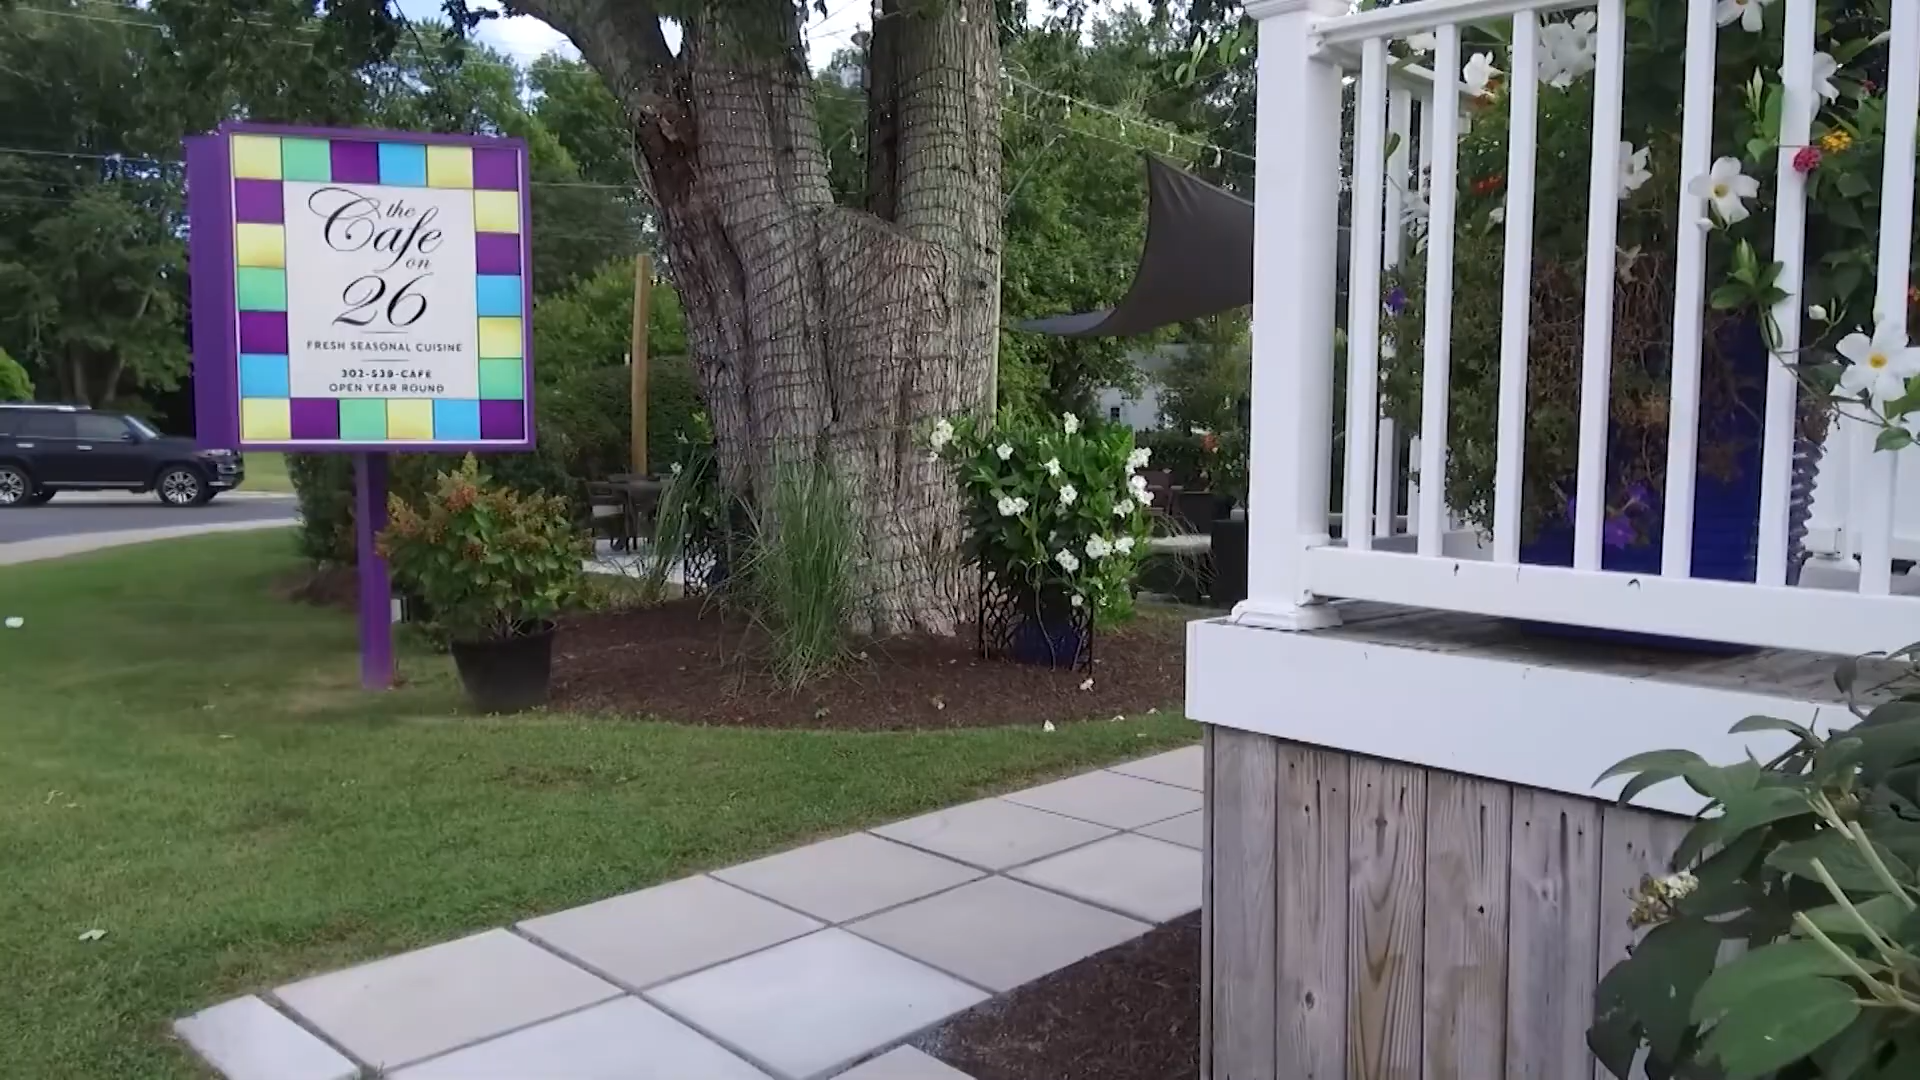 the
Cafe
on
26
FRESH SEASONAL CUISINE
302-539-CAFE
OPEN YEAR ROUND